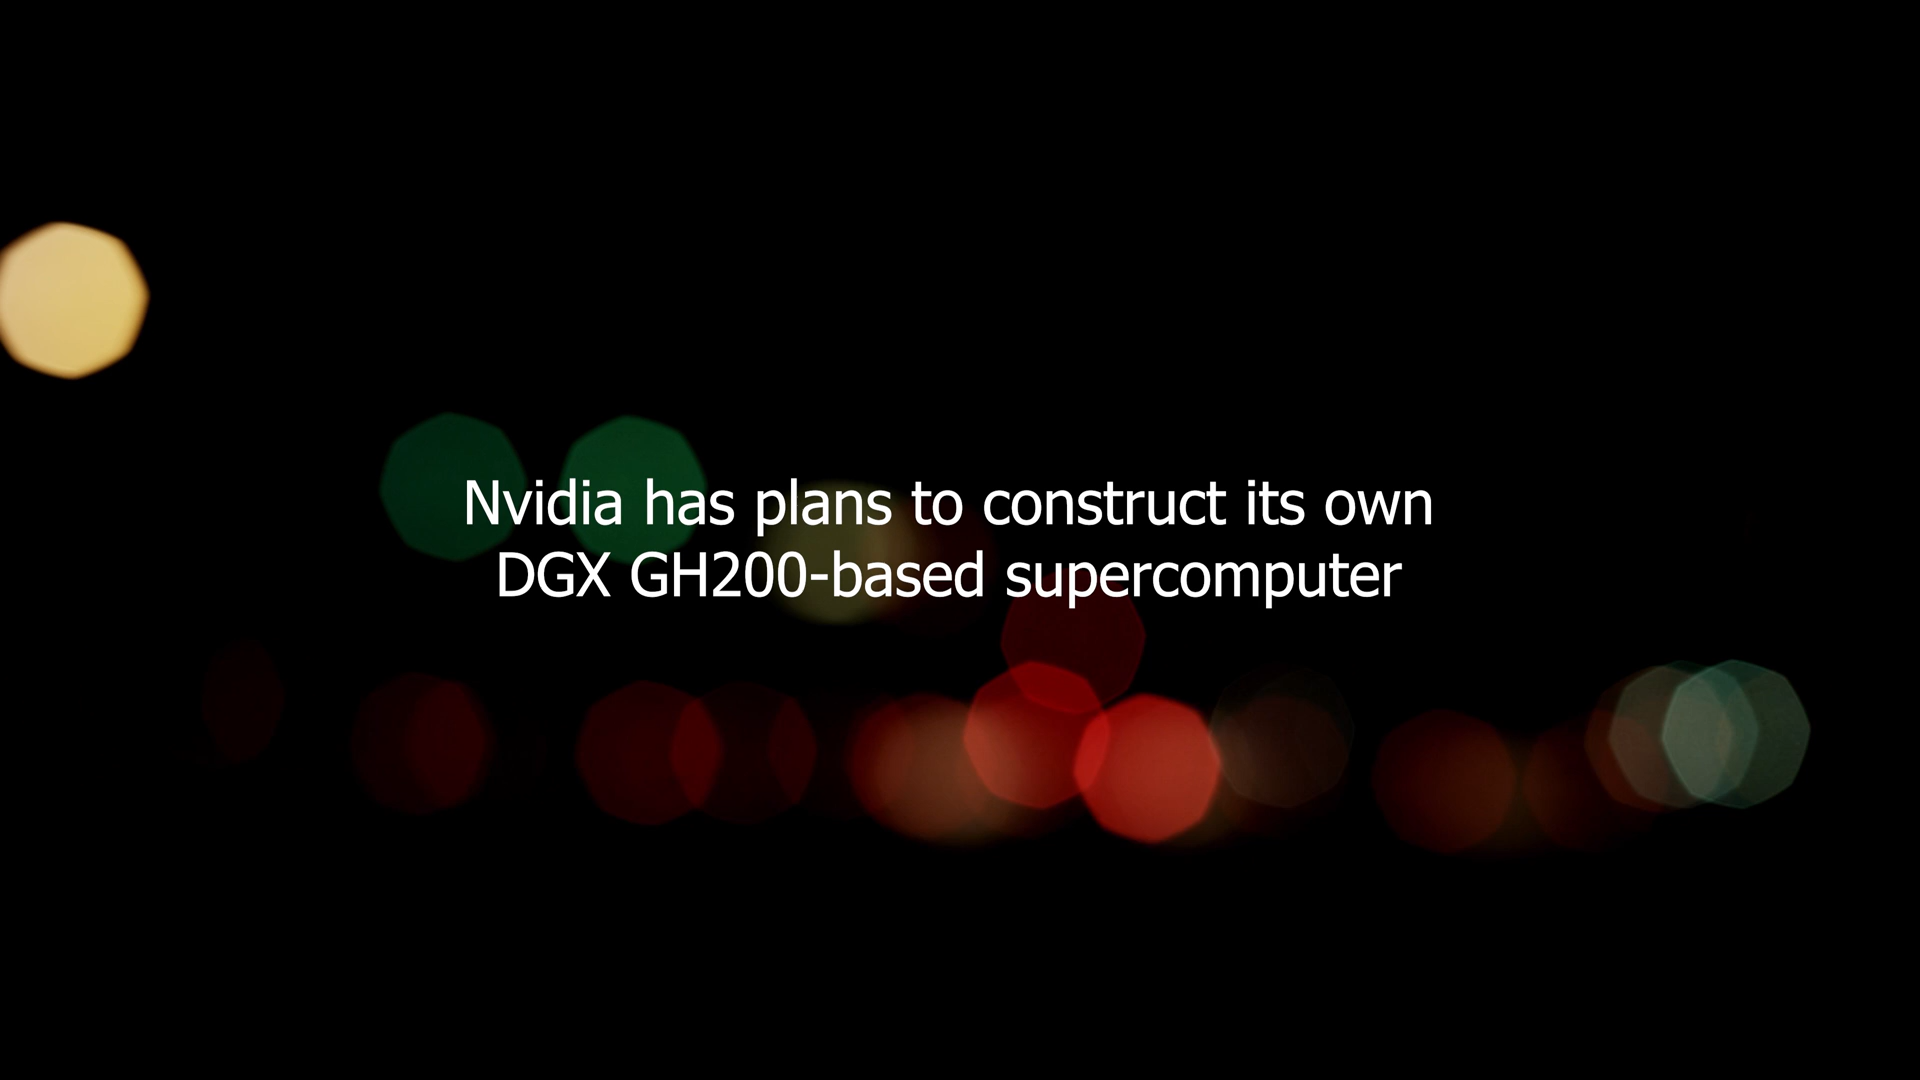 Nvidia has plans to construct its own
DGX GH200-based supercomputer